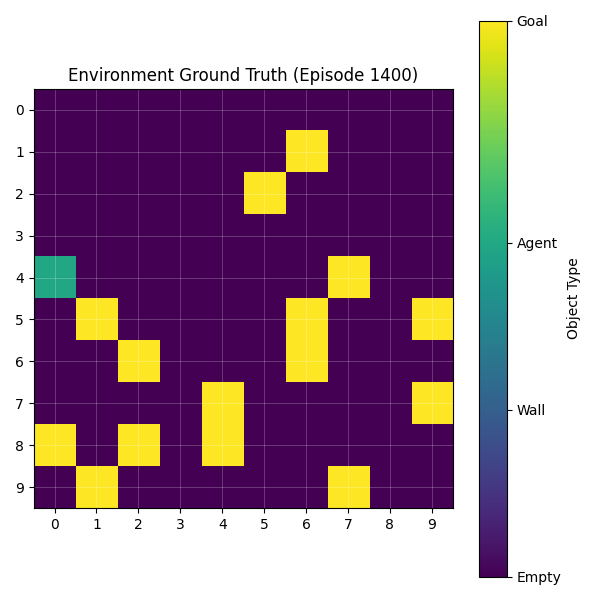 Environment Ground Truth (Episode 1400)
0
1
2
3
4
5
6
7
8
9
0 1 2 3 4 5 6 7 8 9
Goal
Agent
Wall
Empty
Object Type